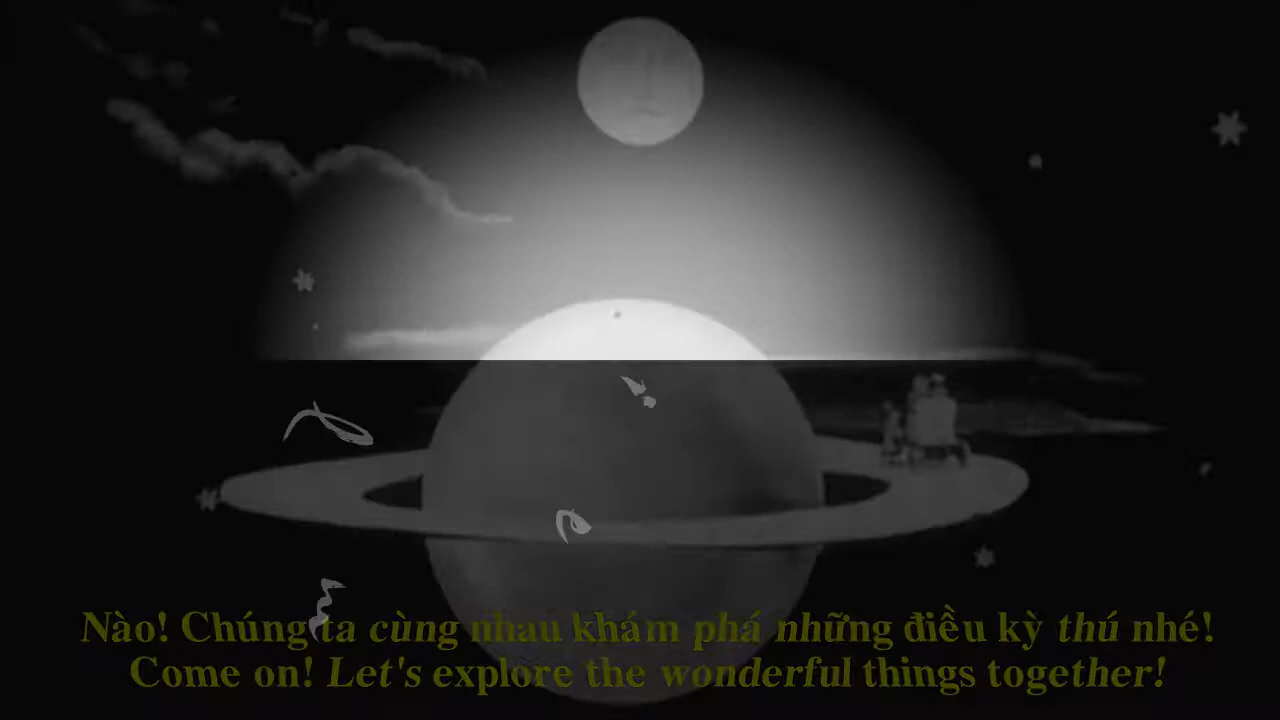 Nào! Chúng ta cùng nhau khám phá những điều kỳ thú nhé!
Come on! Let's explore the wonderful things together!